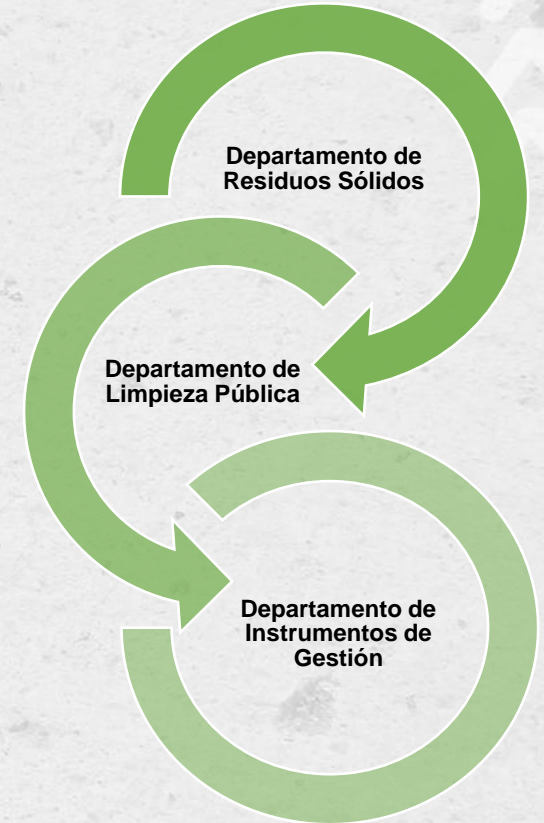 Departamento de
Residuos Sólidos
Departamento de
Limpieza Pública
Departamento de
Instrumentos de
Gestión